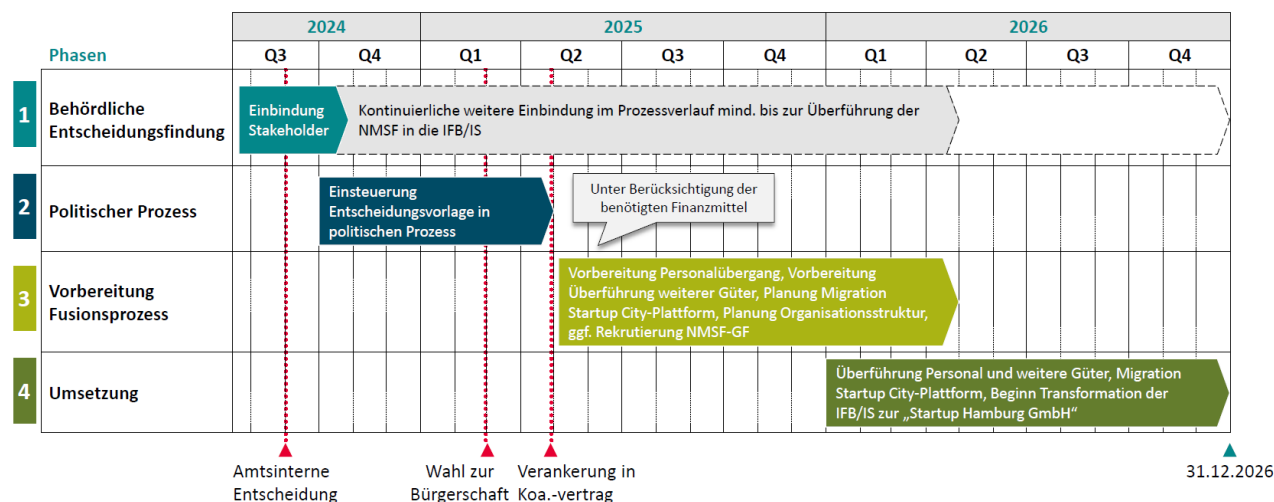 2024 2025 2026
Phasen Q3 Q4 Q1 Q2 Q3 Q4 Q1 Q2 Q3 Q4
1
Behördliche
Entscheidungsfindung
Einbindung
Stakeholder
Kontinuierliche weitere Einbindung im Prozessverlauf mind. bis zur Überführung der
NMSF in die IFB/IS
2
Politischer Prozess
Einsteuerung
Entscheidungsvorlage in
politischen Prozess
Unter Berücksichtigung der
benötigten Finanzmittel
3
Vorbereitung
Fusionsprozess
Vorbereitung Personalübergang, Vorbereitung
Überführung weiterer Güter, Planung Migration
Startup City-Plattform, Planung Organisationsstruktur,
ggf. Rekrutierung NMSF-GF
4
Umsetzung
Überführung Personal und weitere Güter, Migration
Startup City-Plattform, Beginn Transformation der
IFB/IS zur „Startup Hamburg GmbH“
Amtsinterne
Entscheidung
Wahl zur
Bürgerschaft
Verankerung in
Koa.-vertrag
31.12.2026